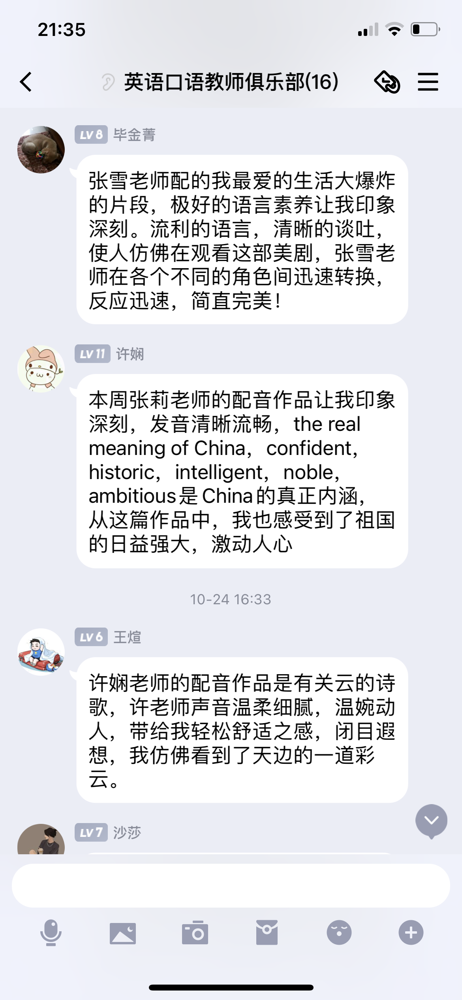 21:35
英语口语教师俱乐部(16)
LV 8 毕金菁
张雪老师配的我最爱的生活大爆炸
的片段，极好的语言素养让我印象
深刻。流利的语言，清晰的谈吐，
使人仿佛在观看这部美剧，张雪老
师在各个不同的角色间迅速转换，
反应迅速，简直完美！
LV 11 许娴
本周张莉老师的配音作品让我印象
深刻，发音清晰流畅，the real
meaning of China，confident，
historic，intelligent，noble，
ambitious是China的真正内涵，
从这篇作品中，我也感受到了祖国
的日益强大，激动人心
10-24 16:33
LV 6 王煊
许娴老师的配音作品是有关云的诗
歌，许老师声音温柔细腻，温婉动
人，带给我轻松舒适之感，闭目遐
想，我仿佛看到了天边的一道彩
云。
LV 7 沙莎